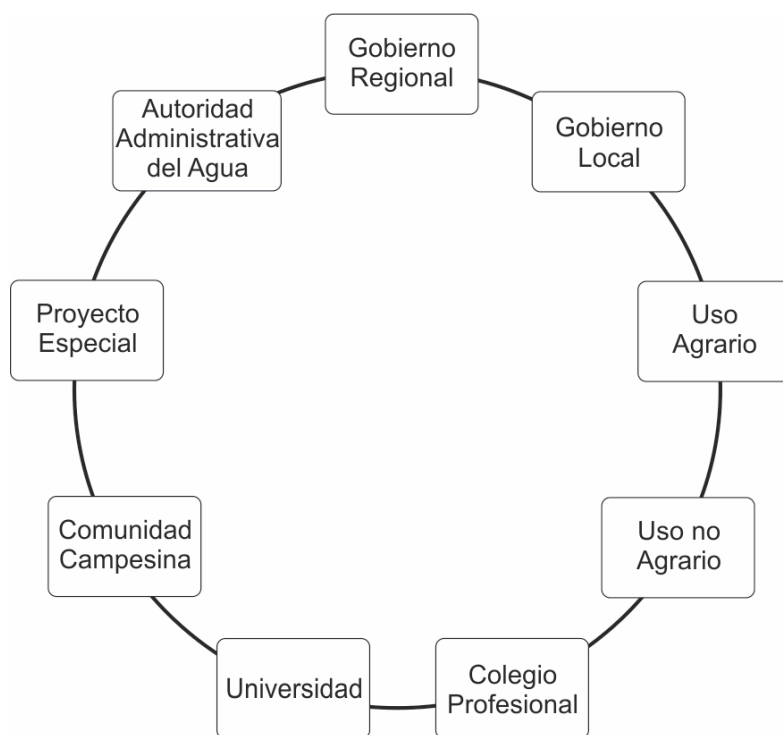 Gobierno
Regional
Gobierno
Local
Uso
Agrario
Uso no
Agrario
Colegio
Profesional
Universidad
Comunidad
Campesina
Proyecto
Especial
Autoridad
Administrativa
del Agua